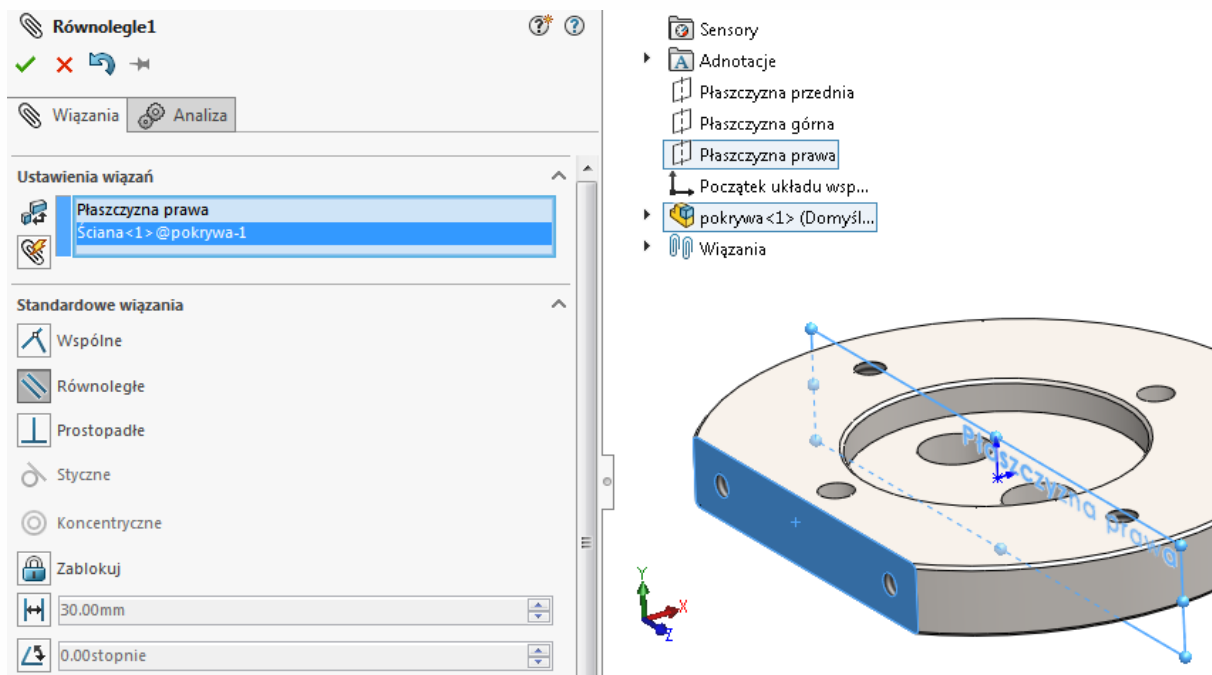 Równolegle1
Wiązania
Analiza
Ustawienia wiązań
Płaszczyzna prawa
Ściana<1>@pokrywa-1
Standardowe wiązania
Wspólne
Równoległe
Prostopadłe
Styczne
Koncentryczne
Zablokuj
30.00mm
0.00stopnie
Sensory
Adnotacje
Płaszczyzna przednia
Płaszczyzna górna
Płaszczyzna prawa
Początek układu wsp...
pokrywa<1> (Domyśl...
Wiązania
Płaszczyzna prawa
Y
X
Z